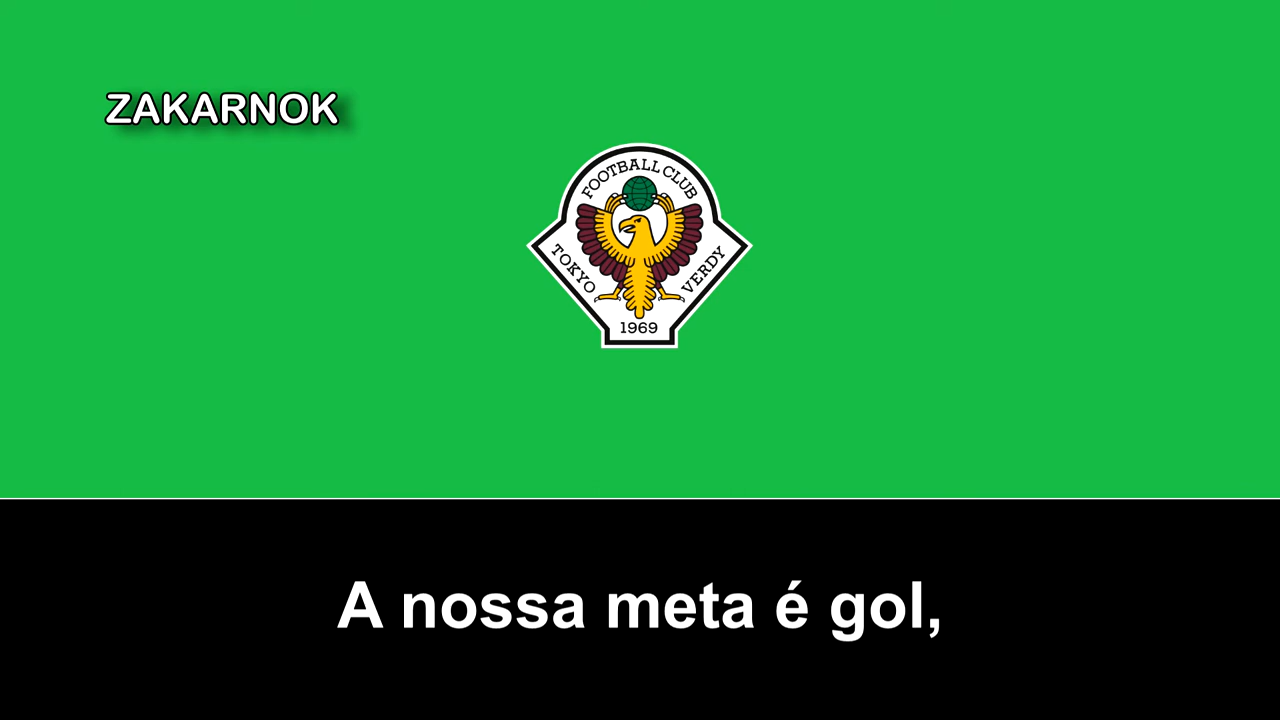 ZAKARNOK
FOOTBALL CLUB
TOKYO VERDY
1969
A nossa meta é gol,